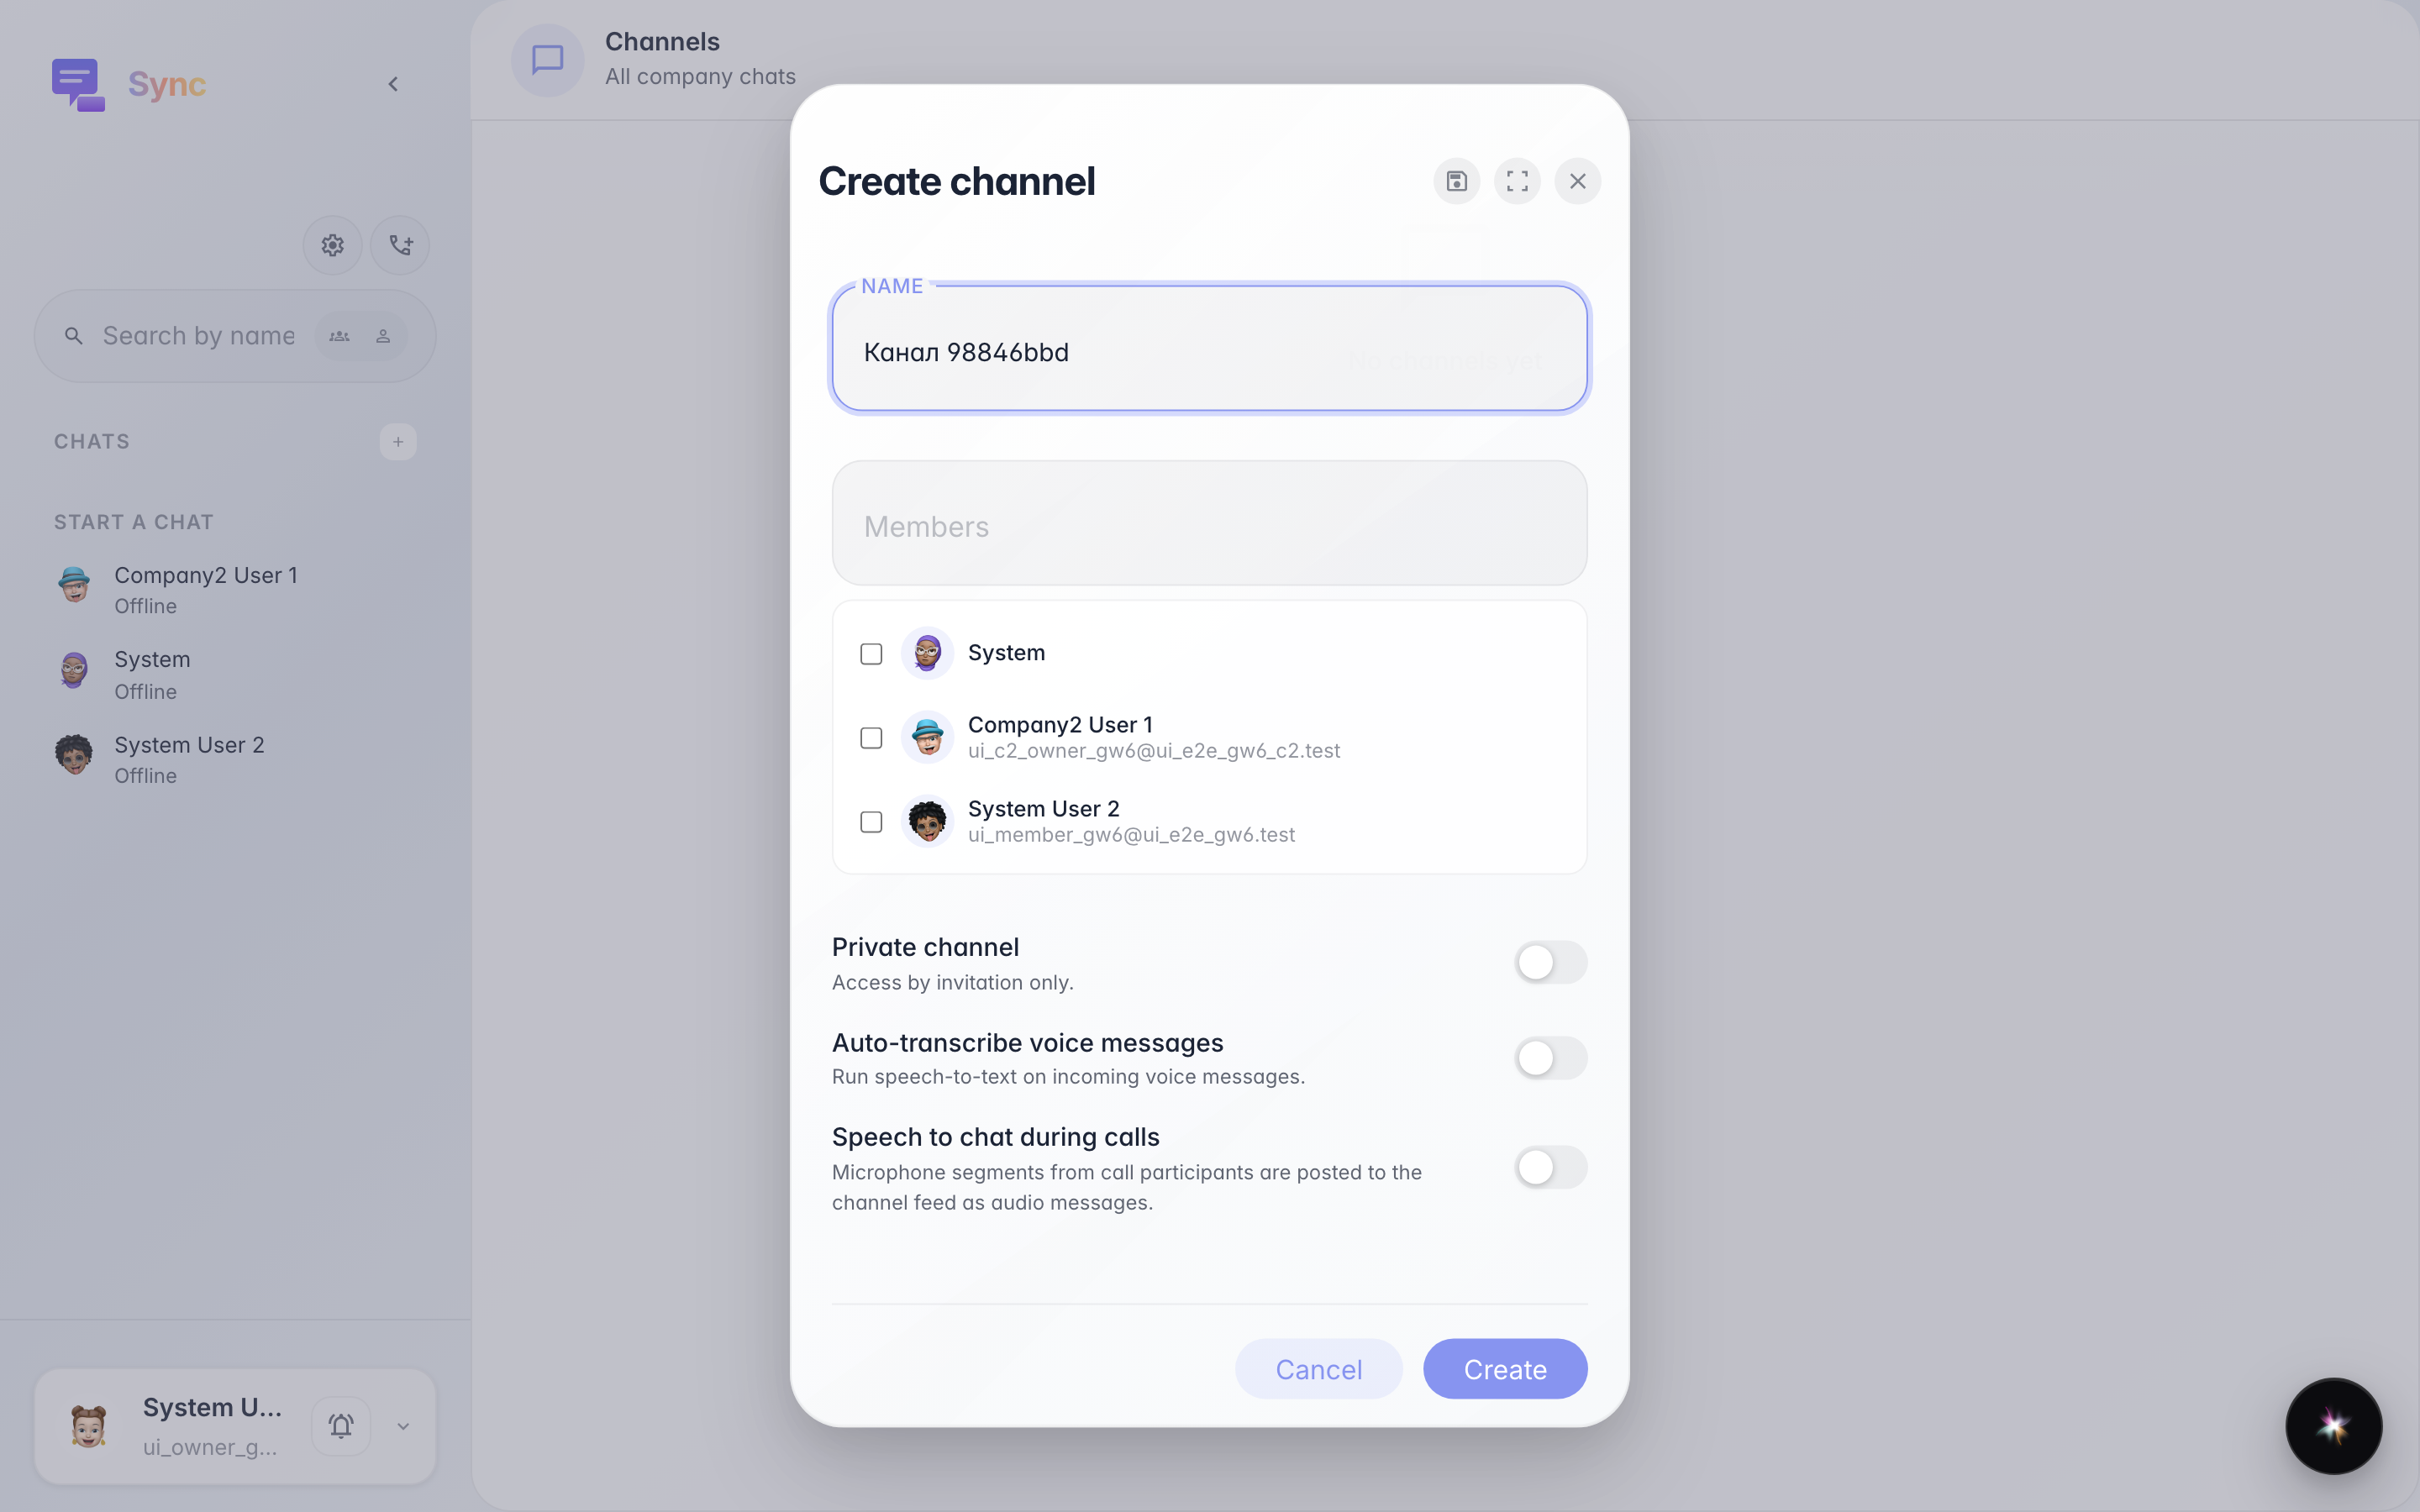 Sync
Search by name
CHATS
START A CHAT
Company2 User 1
Offline
System
Offline
System User 2
Offline
System U...
ui_owner_g...
Channels
All company chats
Create channel
NAME
Канал 98846bbd
No channels yet
Members
System
Company2 User 1
ui_c2_owner_gw6@ui_e2e_gw6_c2.test
System User 2
ui_member_gw6@ui_e2e_gw6.test
Private channel
Access by invitation only.
Auto-transcribe voice messages
Run speech-to-text on incoming voice messages.
Speech to chat during calls
Microphone segments from call participants are posted to the
channel feed as audio messages.
Cancel
Create